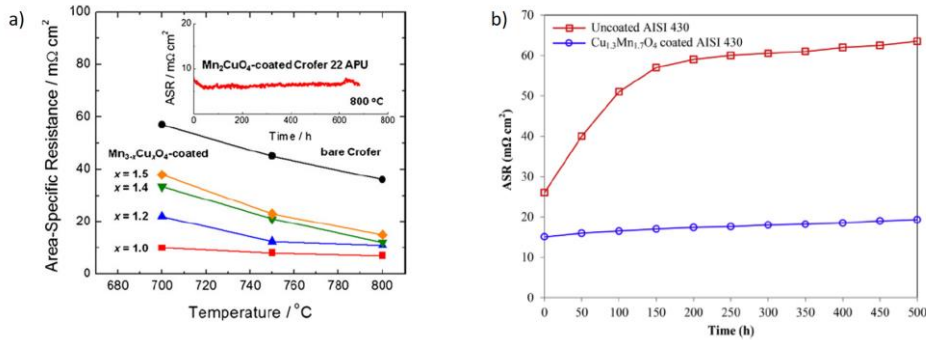 a)
Area-Specific Resistance / mΩ cm²
100
80
60
40
20
0
680
700
720
740
760
780
800
Temperature / °C
Mn₃₋ₓCuₓO₄-coated
bare Crofer
x = 1.5
x = 1.4
x = 1.2
x = 1.0
ASR / mΩ cm²
20
10
0
Mn₂CuO₄-coated Crofer 22 APU
800 °C
0
200
400
600
800
Time / h
b)
ASR (mΩ cm²)
70
60
50
40
30
20
10
0
Uncoated AISI 430
Cu₁.₃Mn₁.₇O₄ coated AISI 430
0
50
100
150
200
250
300
350
400
450
500
Time (h)